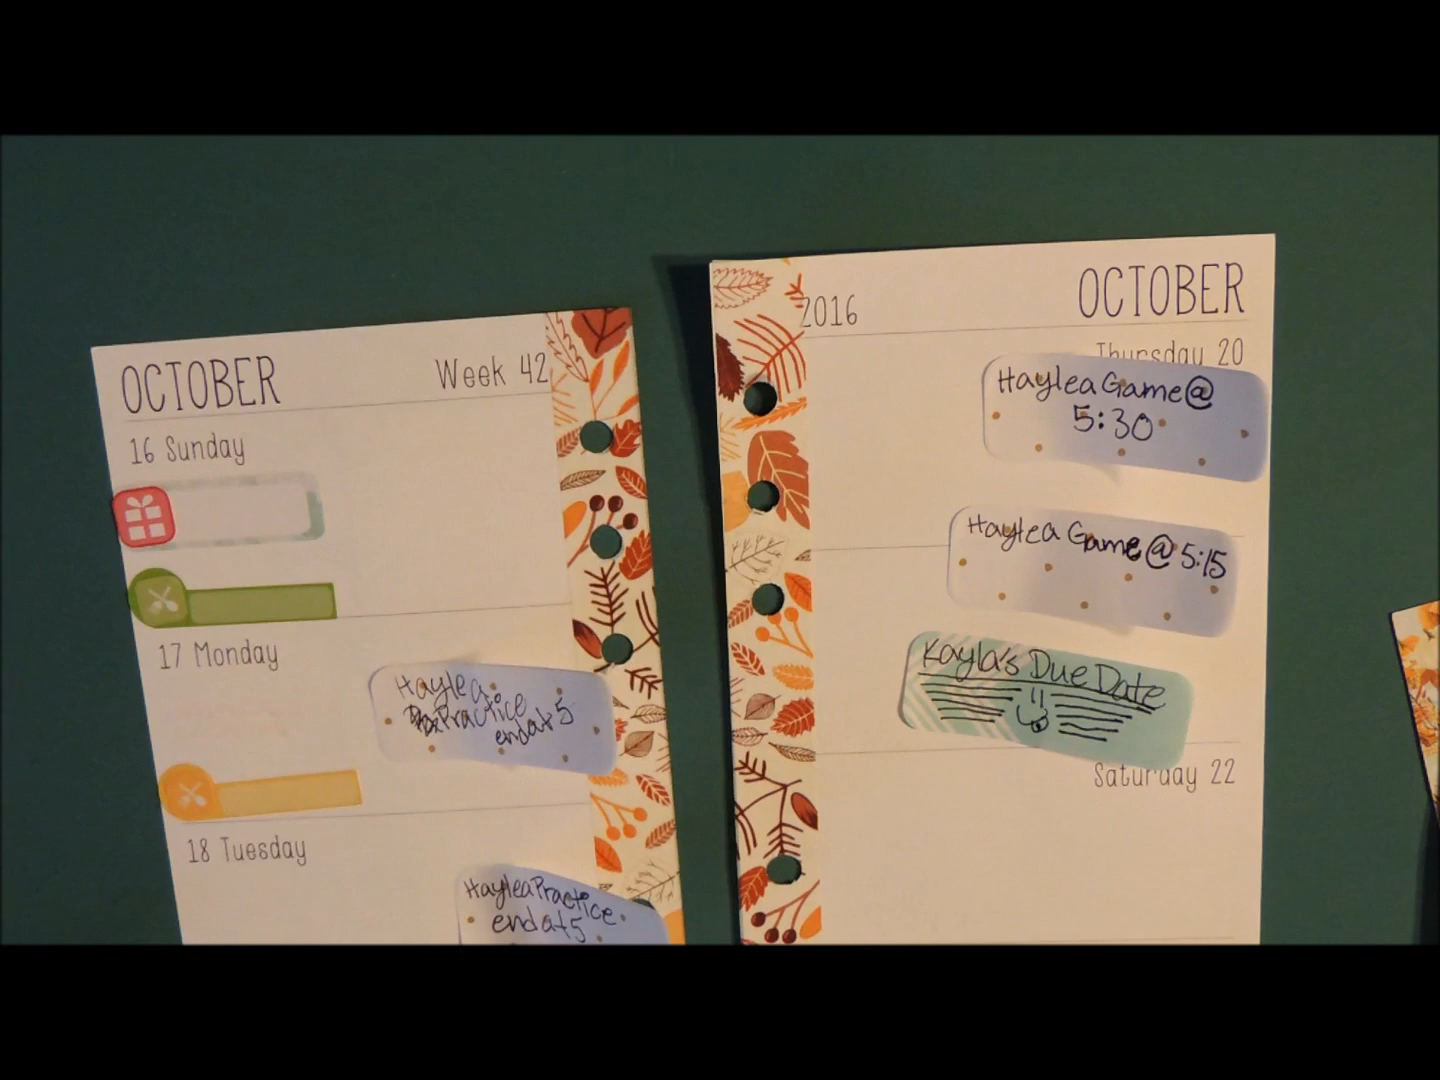 OCTOBER
Week 42
16 Sunday
17 Monday
Haylea
Practice
end at 5
18 Tuesday
Haylea Practice
end at 5
2016
OCTOBER
Thursday 20
Haylea Game @
5:30
Haylea Game @ 5:15
Kayla's Due Date
Saturday 22